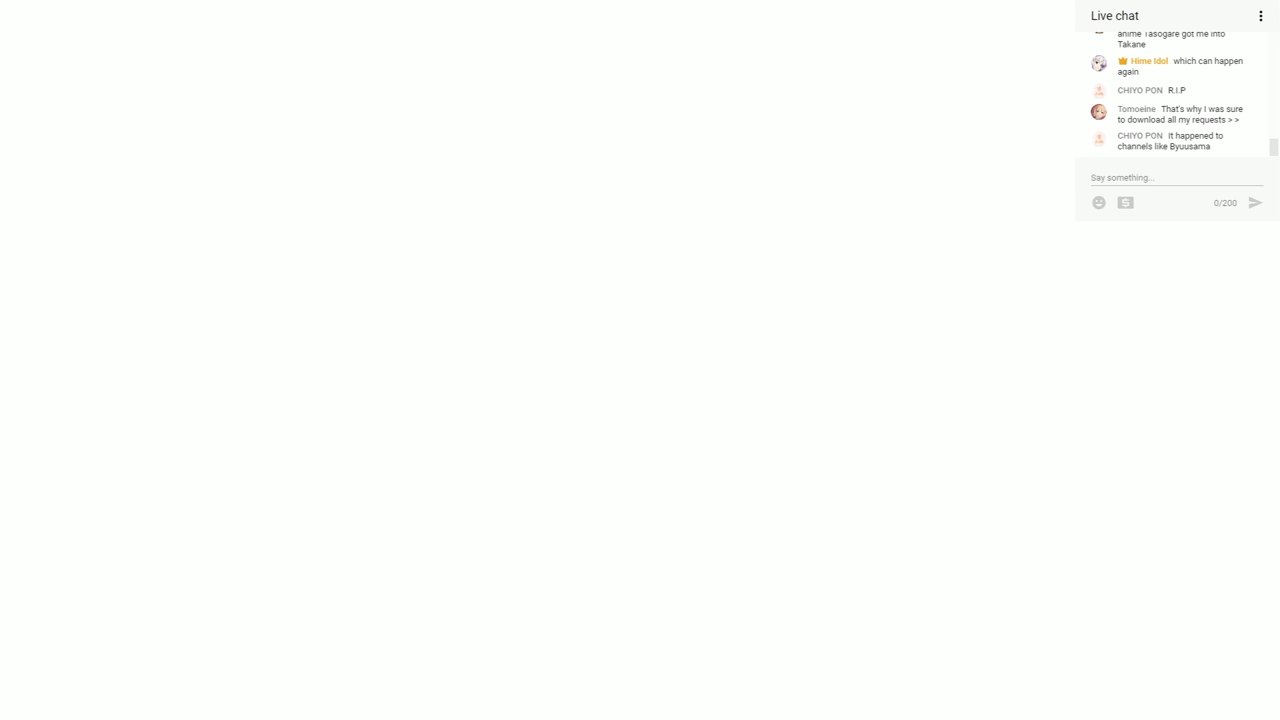 Live chat
anime Tasogare got me into
Takane
Hime Idol which can happen
again
CHIYO PON R.I.P
Tomoeine That's why I was sure
to download all my requests > >
CHIYO PON It happened to
channels like Byuusama
Say something...
0/200